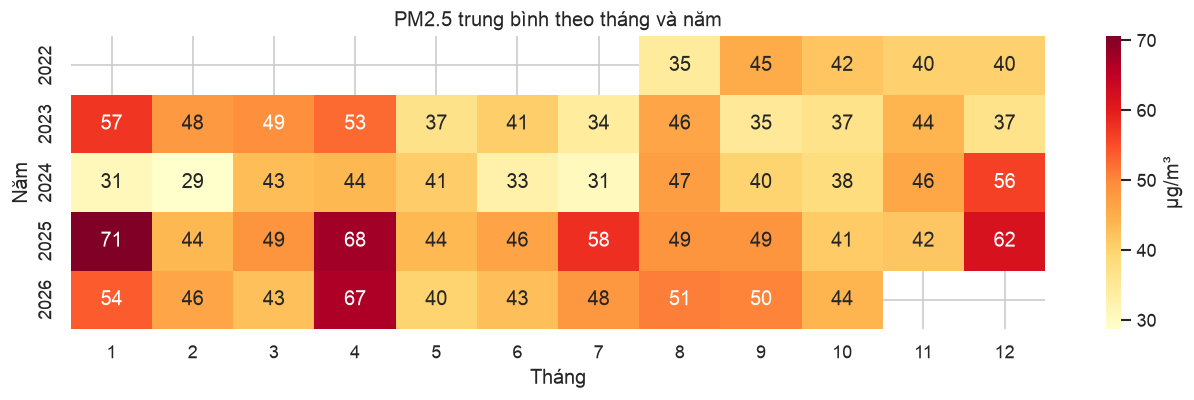 PM2.5 trung bình theo tháng và năm
2022 35 45 42 40 40
2023 57 48 49 53 37 41 34 46 35 37 44 37
2024 31 29 43 44 41 33 31 47 40 38 46 56
2025 71 44 49 68 44 46 58 49 49 41 42 62
2026 54 46 43 67 40 43 48 51 50 44
Năm
1 2 3 4 5 6 7 8 9 10 11 12
Tháng
70
60
50
40
30
µg/m³